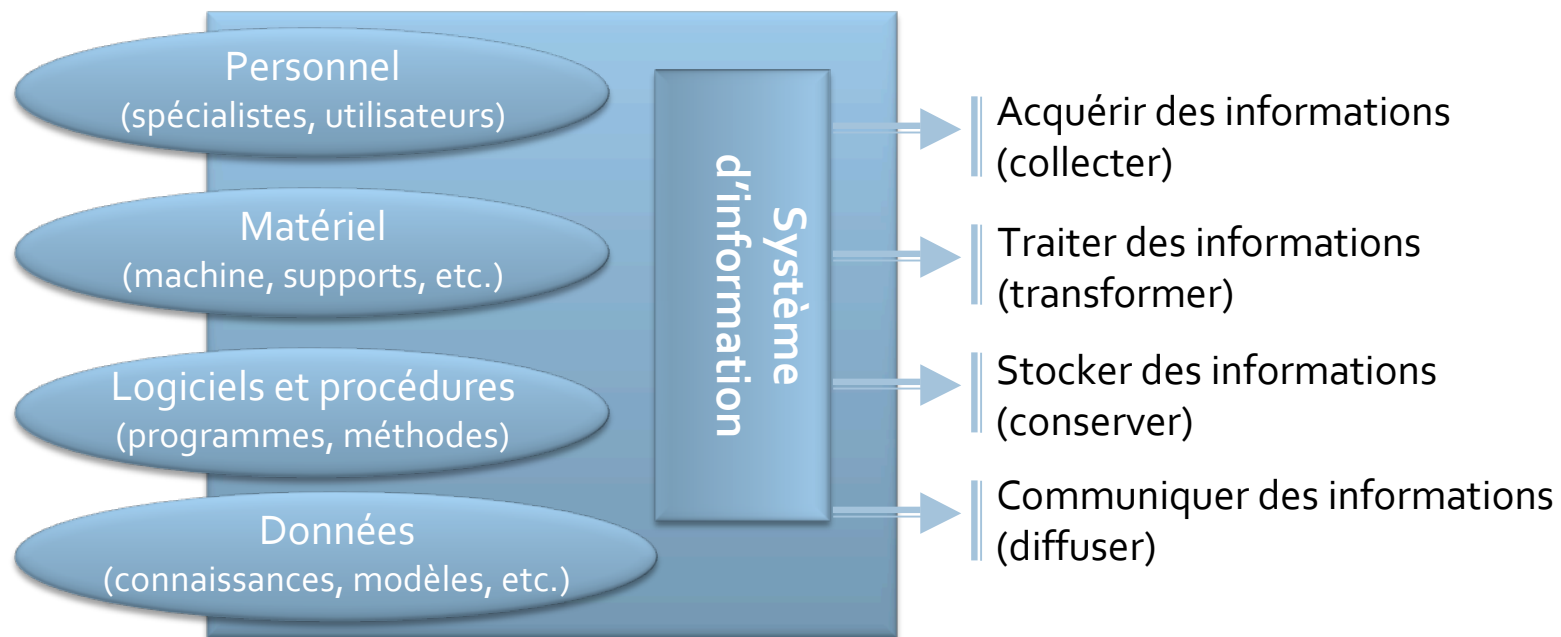 Personnel
(spécialistes, utilisateurs)
Matériel
(machine, supports, etc.)
Logiciels et procédures
(programmes, méthodes)
Données
(connaissances, modèles, etc.)
Système
d'information
Acquérir des informations
(collecter)
Traiter des informations
(transformer)
Stocker des informations
(conserver)
Communiquer des informations
(diffuser)